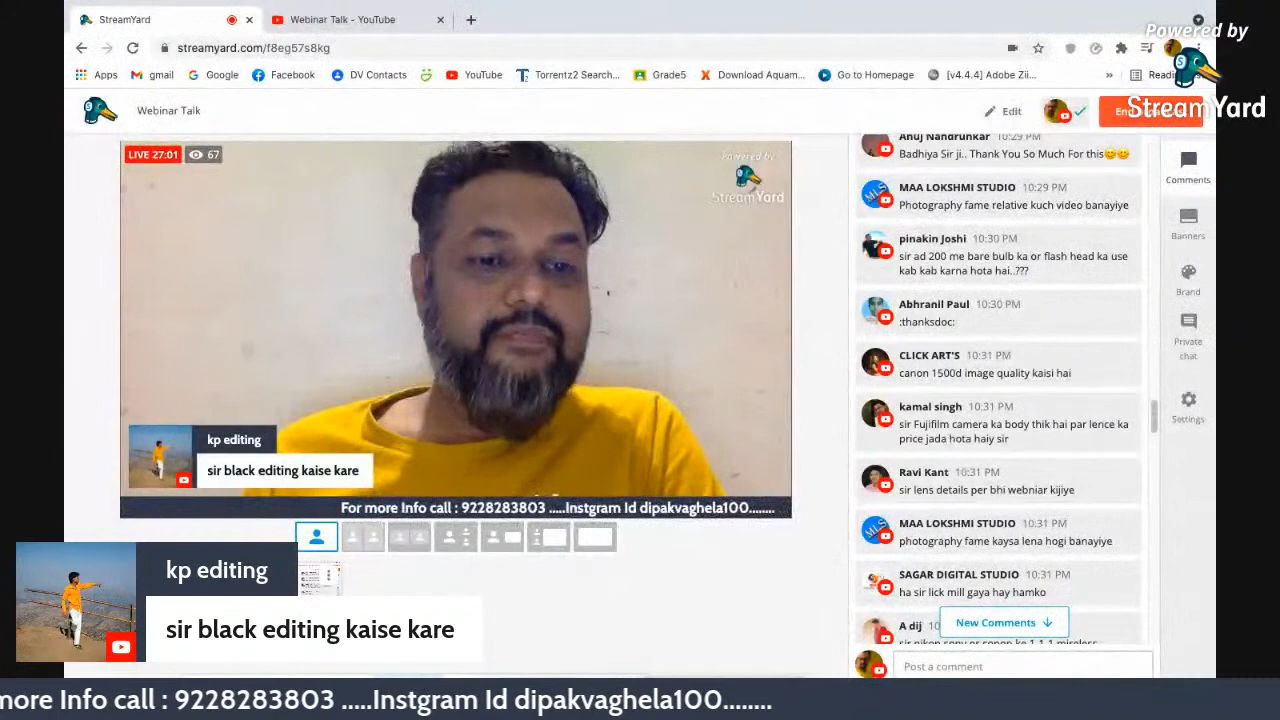 StreamYard
Webinar Talk - YouTube
Powered by
StreamYard
streamyard.com/f8eg57s8kg
Apps
gmail
Google
Facebook
DV Contacts
YouTube
Torrentz2 Search...
Grade5
Download Aquam...
Go to Homepage
[v4.4.4] Adobe Zii...
»
Webinar Talk
Edit
LIVE 27:01
67
Powered by
StreamYard
kp editing
sir black editing kaise kare
For more Info call : 9228283803 .....Instgram Id dipakvaghela100........
Anuj Nandrunkar 10:29 PM
Badhiya Sir ji.. Thank You So Much For this😊😊
MAA LOKSHMI STUDIO 10:29 PM
Photography fame relative kuch video banayiye
pinakin Joshi 10:30 PM
sir ad 200 me bare bulb ka or flash head ka use
kab kab karna hota hai..???
Abhranil Paul 10:30 PM
:thanksdoc:
CLICK ART'S 10:31 PM
canon 1500d image quality kaisi hai
kamal singh 10:31 PM
sir Fujifilm camera ka body thik hai par lence ka
price jada hota haiy sir
Ravi Kant 10:31 PM
sir lens details per bhi webniar kijiye
MAA LOKSHMI STUDIO 10:31 PM
photography fame kaysa lena hogi banayiye
SAGAR DIGITAL STUDIO 10:31 PM
ha sir lick mill gaya hay hamko
A dij
New Comments
Post a comment
Comments
Banners
Brand
Private
chat
Settings
kp editing
sir black editing kaise kare
more Info call : 9228283803 .....Instgram Id dipakvaghela100........